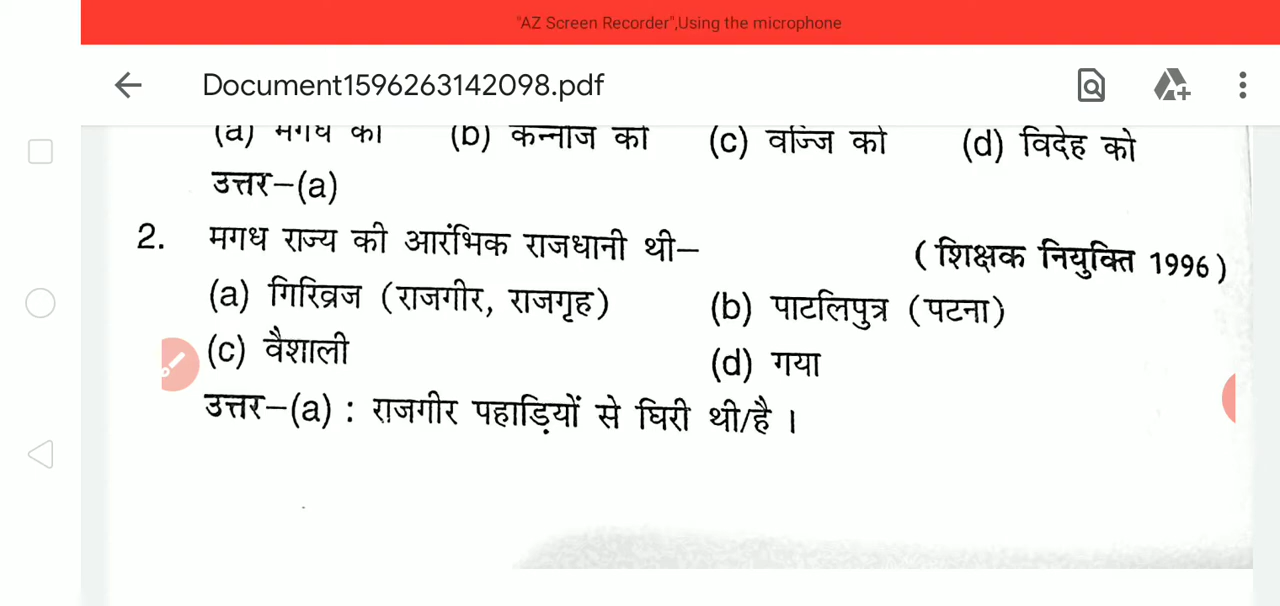 "AZ Screen Recorder",Using the microphone
Document1596263142098.pdf
(a) मगध को (b) कन्नौज को (c) वज्जि को (d) विदेह को
उत्तर–(a)
2. मगध राज्य की आरंभिक राजधानी थी– (शिक्षक नियुक्ति 1996)
(a) गिरिव्रज (राजगीर, राजगृह) (b) पाटलिपुत्र (पटना)
(c) वैशाली (d) गया
उत्तर–(a) : राजगीर पहाड़ियों से घिरी थी/है ।